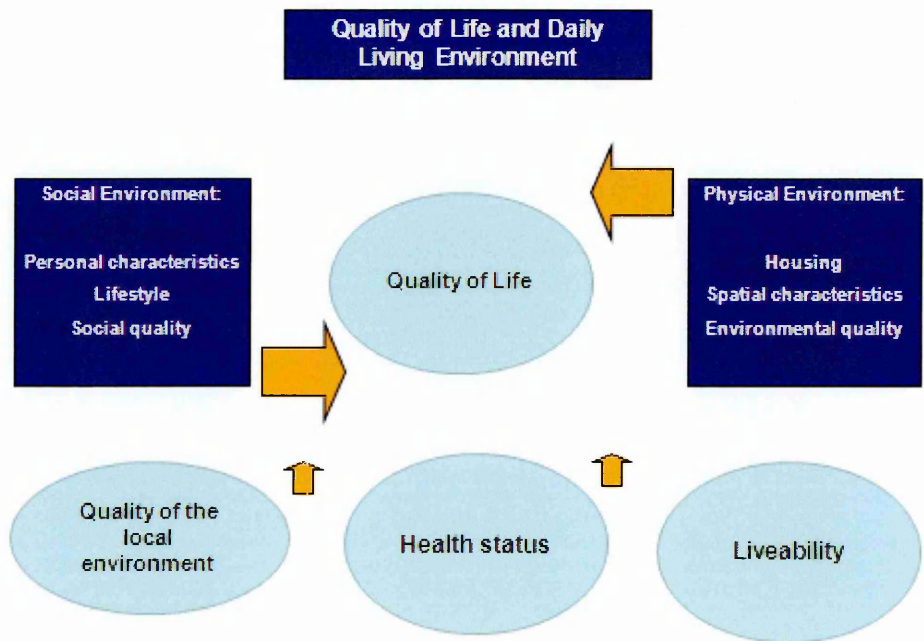 Quality of Life and Daily
Living Environment
Social Environment:
Personal characteristics
Lifestyle
Social quality
Quality of Life
Physical Environment:
Housing
Spatial characteristics
Environmental quality
Quality of the
local
environment
Health status
Liveability